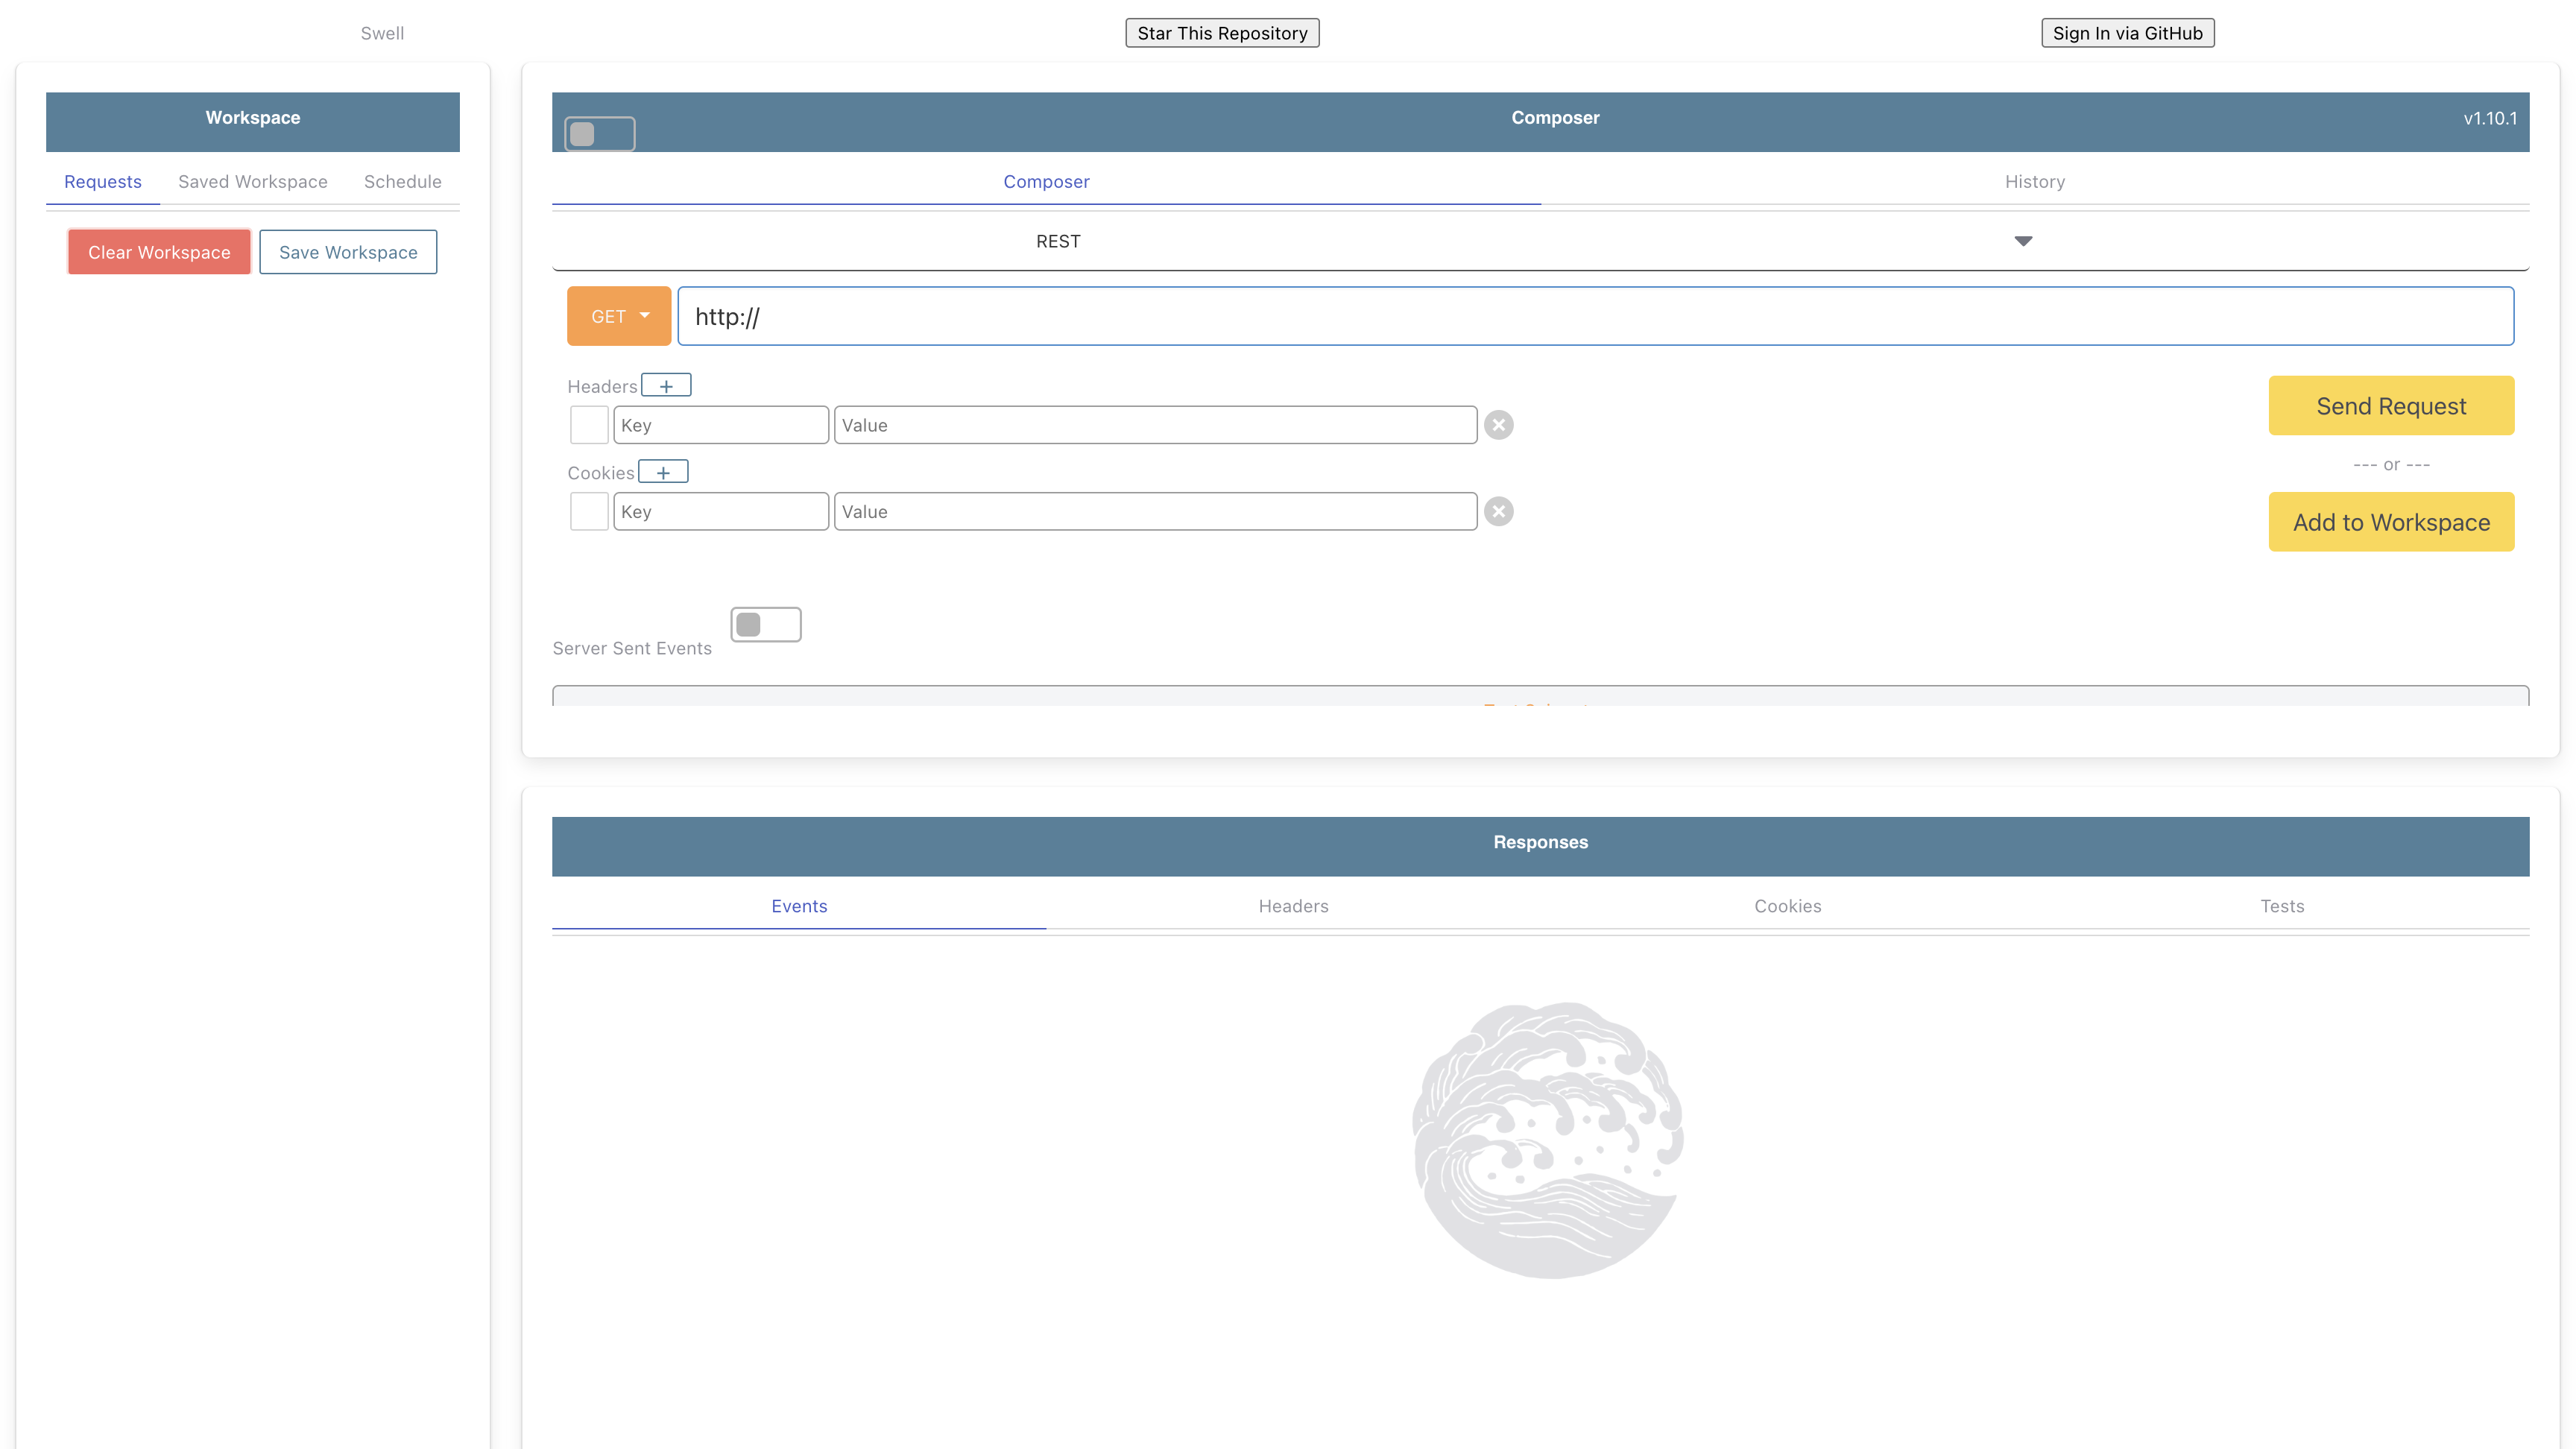 Swell
Star This Repository
Sign In via GitHub
Workspace
Requests Saved Workspace Schedule
Clear Workspace Save Workspace
Composer v1.10.1
Composer History
REST
GET http://
Headers +
Key Value
Cookies +
Key Value
Send Request
--- or ---
Add to Workspace
Server Sent Events
Responses
Events Headers Cookies Tests